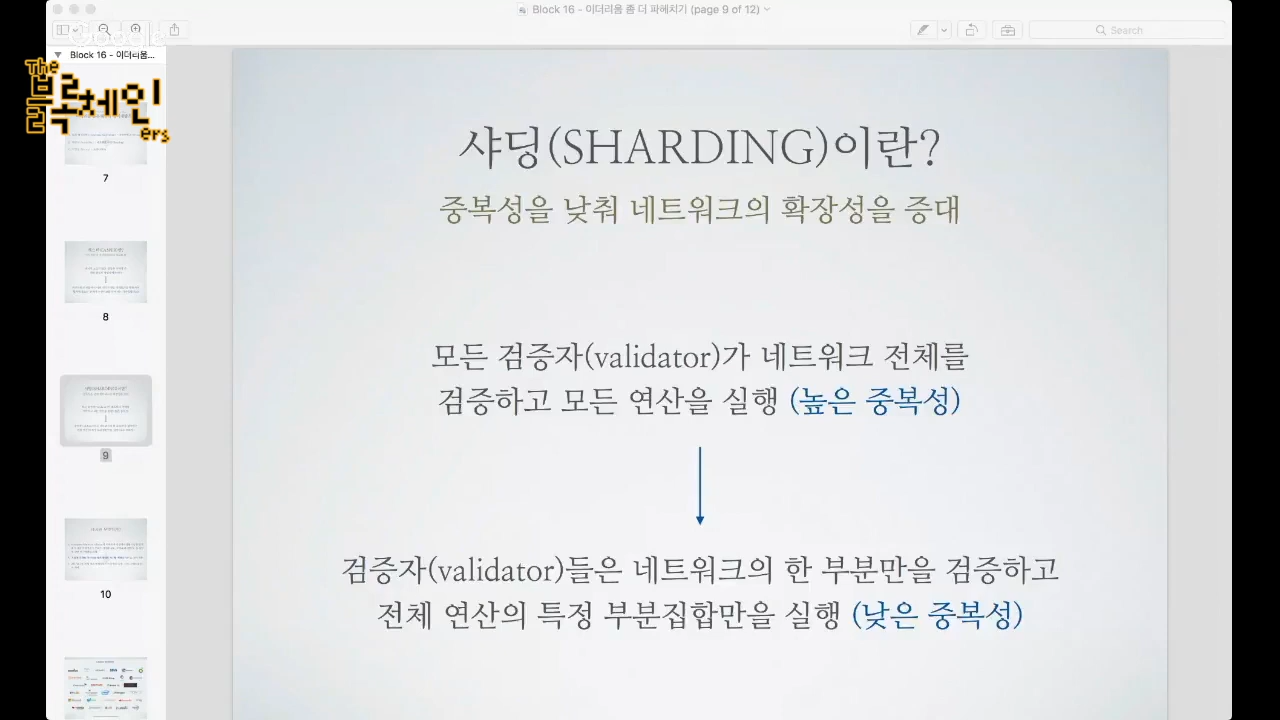 Block 16 - 이더리움 좀 더 파헤치기 (page 9 of 12)
Search
Block 16 - 이더리움...
The
블록체인
ers
7
8
9
10
샤딩(SHARDING)이란?
중복성을 낮춰 네트워크의 확장성을 증대
모든 검증자(validator)가 네트워크 전체를
검증하고 모든 연산을 실행 (높은 중복성)
검증자(validator)들은 네트워크의 한 부분만을 검증하고
전체 연산의 특정 부분집합만을 실행 (낮은 중복성)